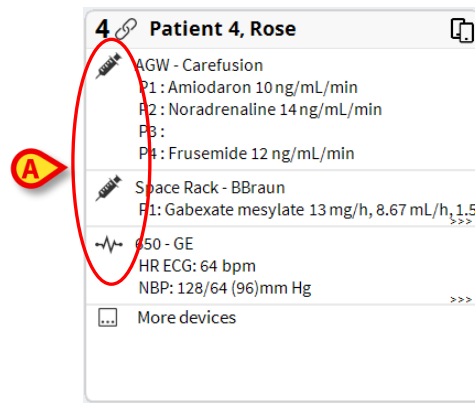 4 Patient 4, Rose
AGW - Carefusion
P1 : Amiodaron 10 ng/mL/min
P2 : Noradrenaline 14 ng/mL/min
P3 :
P4 : Frusemide 12 ng/mL/min
A
Space Rack - BBraun
P1: Gabexate mesylate 13 mg/h, 8.67 mL/h, 1.5
>>>
650 - GE
HR ECG: 64 bpm
NBP: 128/64 (96)mm Hg
>>>
More devices